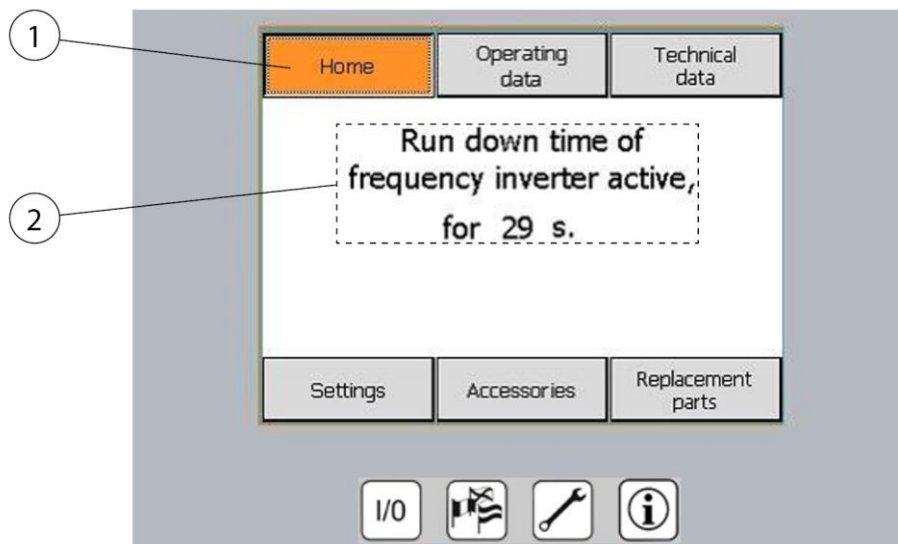 1
Home
Operating
data
Technical
data
Run down time of
frequency inverter active,
for 29 s.
2
Settings
Accessories
Replacement
parts
I/0
i